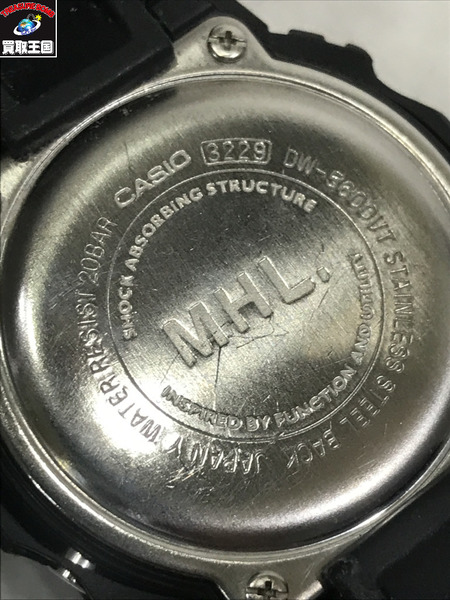 買取王国
CASIO 3229 DW-5600VT STAINLESS STEEL BACK JAPAN Y WATER RESIST 20BAR
SHOCK ABSORBING STRUCTURE
MHL.
INSPIRED BY FUNCTION AND